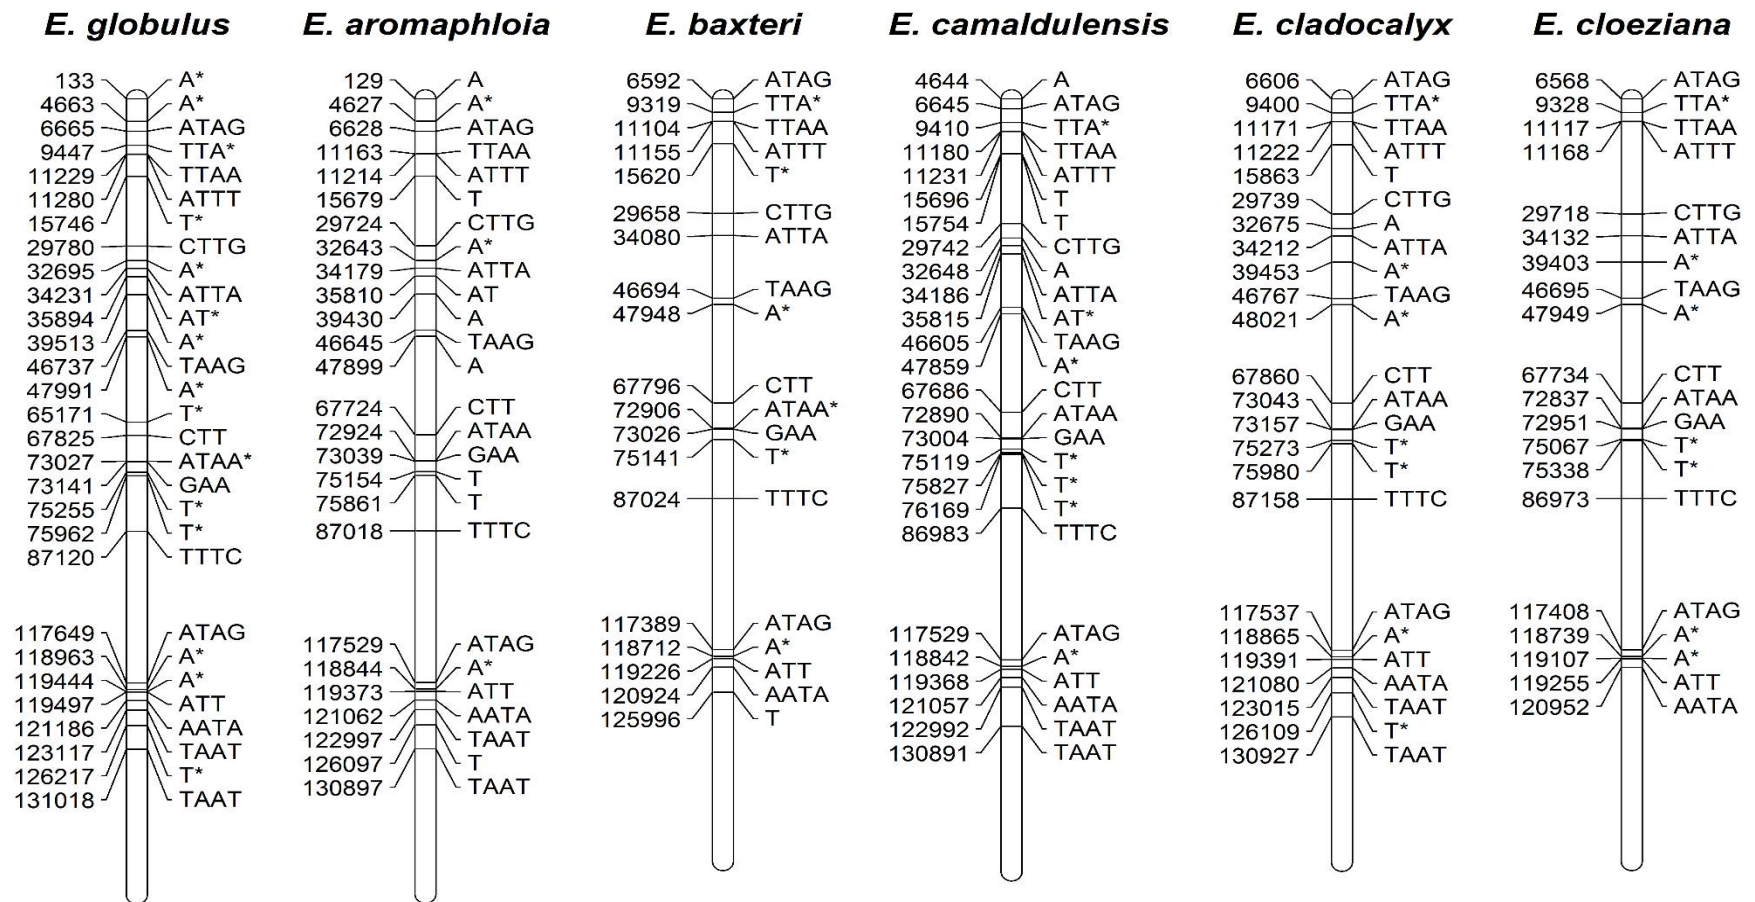 E. globulus
133 A*
4663 A*
6665 ATAG
9447 TTA*
11229 TTAA
11280 ATTT
15746 T*
29780 CTTG
32695 A*
34231 ATTA
35894 AT*
39513 A*
46737 TAAG
47991 A*
65171 T*
67825 CTT
73027 ATAA*
73141 GAA
75255 T*
75962 T*
87120 TTTC
117649 ATAG
118963 A*
119444 A*
119497 ATT
121186 AATA
123117 TAAT
126217 T*
131018 TAAT
E. aromaphloia
129 A
4627 A*
6628 ATAG
11163 TTAA
11214 ATTT
15679 T
29724 CTTG
32643 A*
34179 ATTA
35810 AT
39430 A
46645 TAAG
47899 A
67724 CTT
72924 ATAA
73039 GAA
75154 T
75861 T
87018 TTTC
117529 ATAG
118844 A*
119373 ATT
121062 AATA
122997 TAAT
126097 T
130897 TAAT
E. baxteri
6592 ATAG
9319 TTA*
11104 TTAA
11155 ATTT
15620 T*
29658 CTTG
34080 ATTA
46694 TAAG
47948 A*
67796 CTT
72906 ATAA*
73026 GAA
75141 T*
87024 TTTC
117389 ATAG
118712 A*
119226 ATT
120924 AATA
125996 T
E. camaldulensis
4644 A
6645 ATAG
9410 TTA*
11180 TTAA
11231 ATTT
15696 T
15754 T
29742 CTTG
32648 A
34186 ATTA
35815 AT*
46605 TAAG
47859 A*
67686 CTT
72890 ATAA
73004 GAA
75119 T*
75827 T*
76169 T*
86983 TTTC
117529 ATAG
118842 A*
119368 ATT
121057 AATA
122992 TAAT
130891 TAAT
E. cladocalyx
6606 ATAG
9400 TTA*
11171 TTAA
11222 ATTT
15863 T
29739 CTTG
32675 A
34212 ATTA
39453 A*
46767 TAAG
48021 A*
67860 CTT
73043 ATAA
73157 GAA
75273 T*
75980 T*
87158 TTTC
117537 ATAG
118865 A*
119391 ATT
121080 AATA
123015 TAAT
126109 T*
130927 TAAT
E. cloeziana
6568 ATAG
9328 TTA*
11117 TTAA
11168 ATTT
29718 CTTG
34132 ATTA
39403 A*
46695 TAAG
47949 A*
67734 CTT
72837 ATAA
72951 GAA
75067 T*
75338 T*
86973 TTTC
117408 ATAG
118739 A*
119107 A*
119255 ATT
120952 AATA